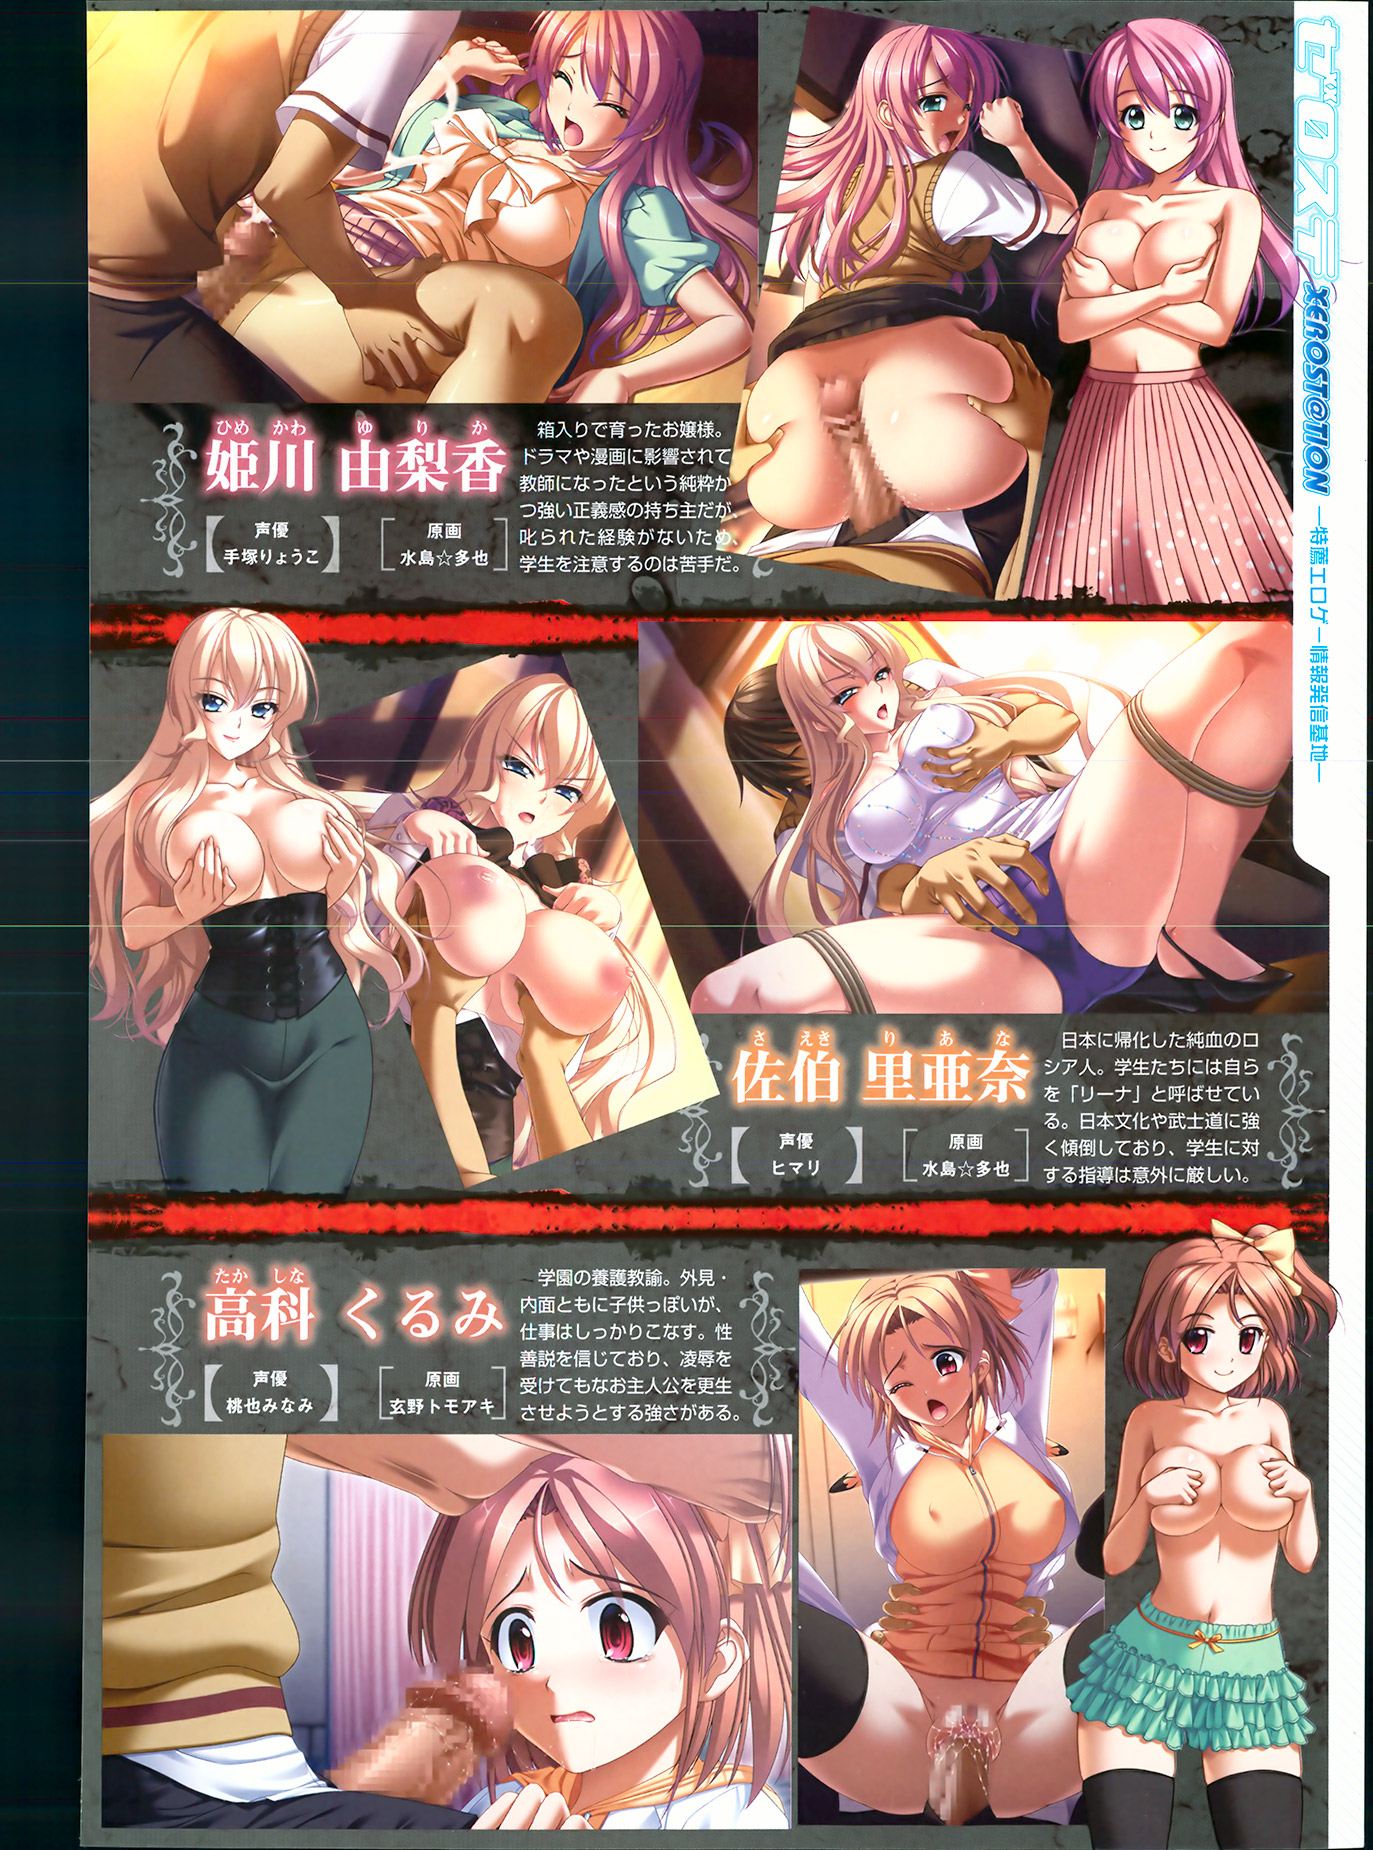 ゼロステ XEROST@TION ―特薦エロゲー情報発信基地―
ひめ かわ ゆ り か
姫川 由梨香
声優
手塚りょうこ
原画
水島☆多也
箱入りで育ったお嬢様。
ドラマや漫画に影響されて
教師になったという純粋か
つ強い正義感の持ち主だが、
叱られた経験がないため、
学生を注意するのは苦手だ。
さ えき り あ な
佐伯 里亜奈
声優
ヒマリ
原画
水島☆多也
日本に帰化した純血のロ
シア人。学生たちには自ら
を「リーナ」と呼ばせてい
る。日本文化や武士道に強
く傾倒しており、学生に対
する指導は意外に厳しい。
たか しな
高科 くるみ
声優
桃也みなみ
原画
玄野トモアキ
学園の養護教諭。外見・
内面ともに子供っぽいが、
仕事はしっかりこなす。性
善説を信じており、凌辱を
受けてもなお主人公を更生
させようとする強さがある。